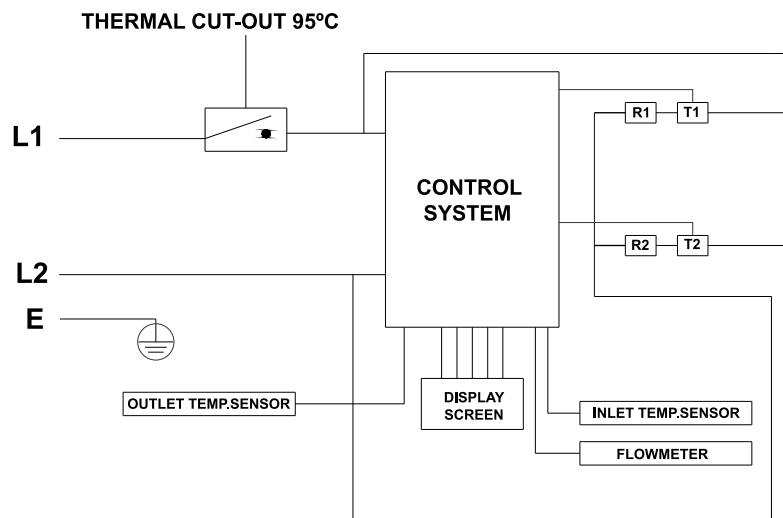 THERMAL CUT-OUT 95ºC
L1
R1
T1
CONTROL
SYSTEM
R2
T2
L2
E
OUTLET TEMP.SENSOR
DISPLAY
SCREEN
INLET TEMP.SENSOR
FLOWMETER